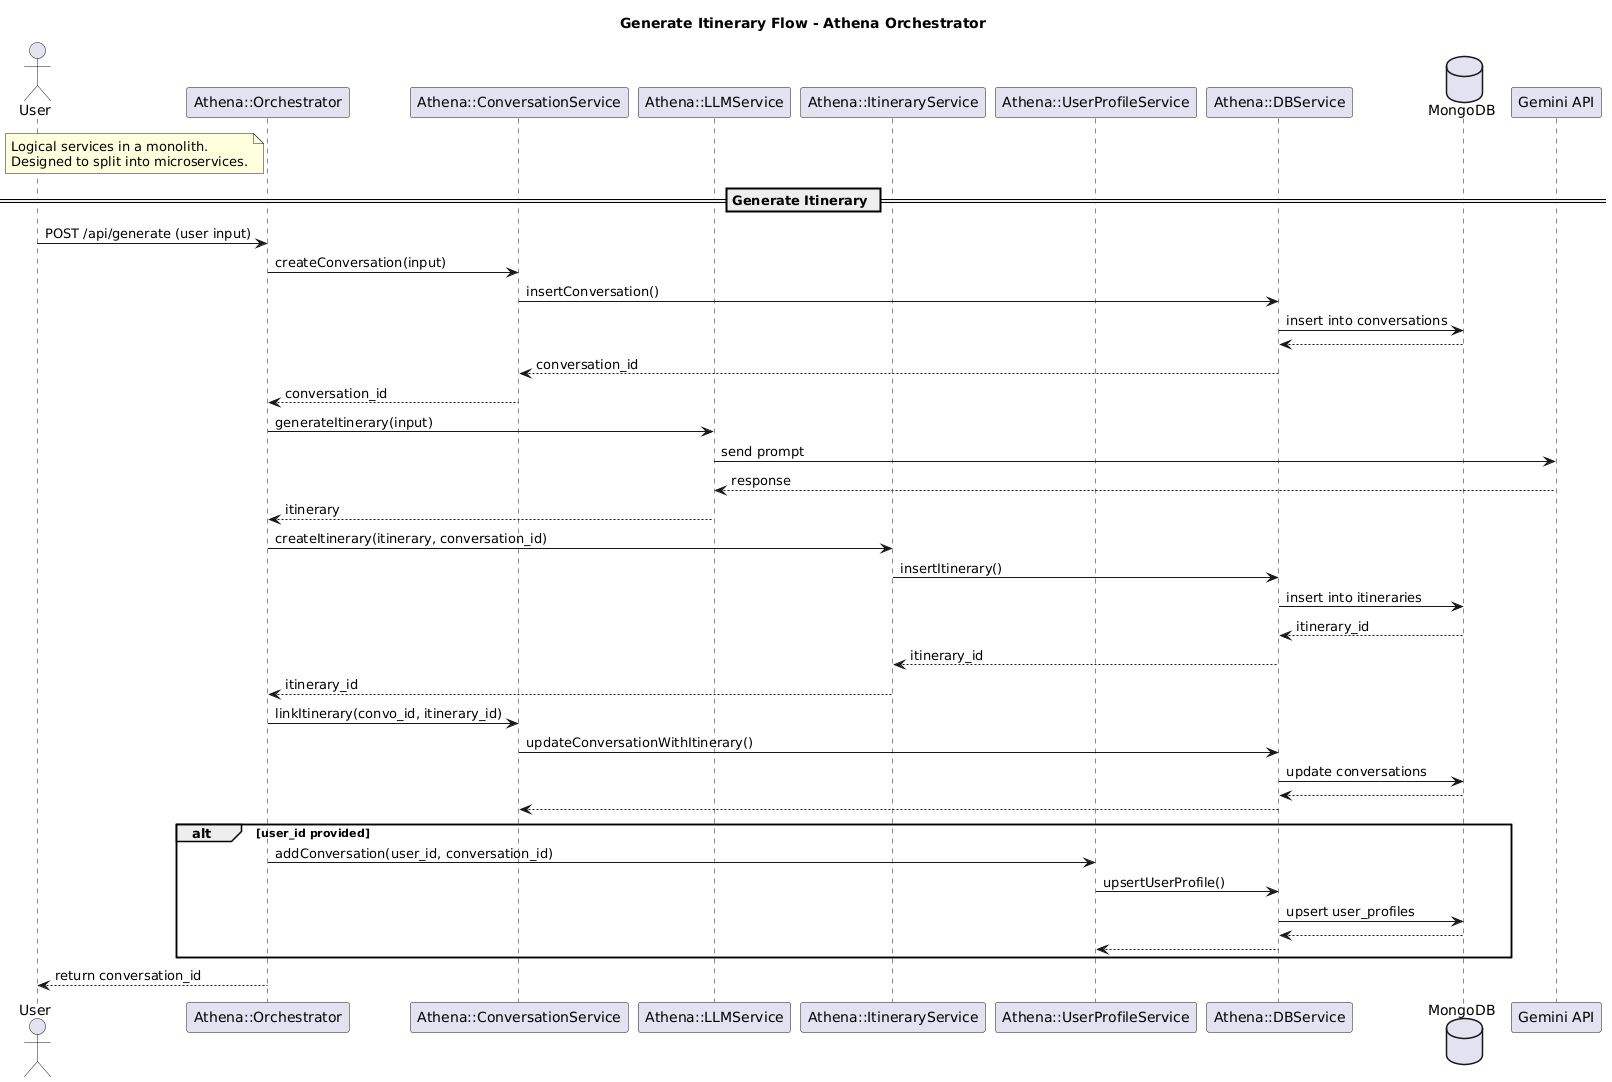 Generate Itinerary Flow - Athena Orchestrator
User
Athena::Orchestrator
Athena::ConversationService
Athena::LLMService
Athena::ItineraryService
Athena::UserProfileService
Athena::DBService
MongoDB
Gemini API
Logical services in a monolith.
Designed to split into microservices.
Generate Itinerary
POST /api/generate (user input)
createConversation(input)
insertConversation()
insert into conversations
conversation_id
conversation_id
generateItinerary(input)
send prompt
response
itinerary
createItinerary(itinerary, conversation_id)
insertItinerary()
insert into itineraries
itinerary_id
itinerary_id
itinerary_id
linkItinerary(convo_id, itinerary_id)
updateConversationWithItinerary()
update conversations
alt
[user_id provided]
addConversation(user_id, conversation_id)
upsertUserProfile()
upsert user_profiles
return conversation_id
User
Athena::Orchestrator
Athena::ConversationService
Athena::LLMService
Athena::ItineraryService
Athena::UserProfileService
Athena::DBService
MongoDB
Gemini API